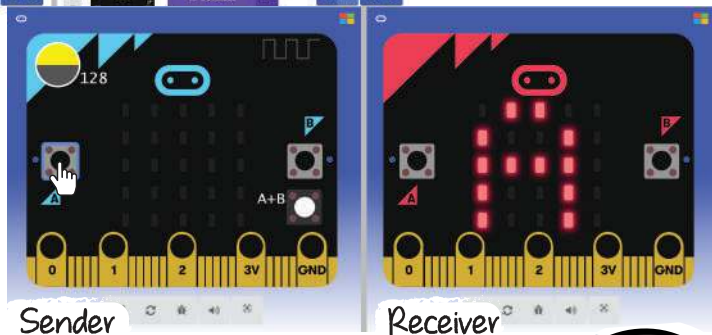 128
B
A
A+B
0 1 2 3V GND
B
A
0 1 2 3V GND
Sender
Receiver